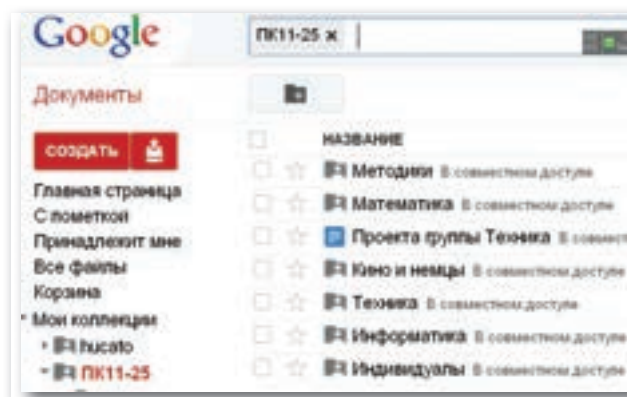 Google
ПК11-25 ×
Документы
СОЗДАТЬ
НАЗВАНИЕ
Главная страница
С пометкой
Принадлежит мне
Все файлы
Корзина
Мои коллекции
hucato
ПК11-25
Методики В совместном доступе
Математика В совместном доступе
Проекта группы Техника В совмест
Кино и немцы В совместном доступе
Техника В совместном доступе
Информатика В совместном доступе
Индивидуалы В совместном доступе